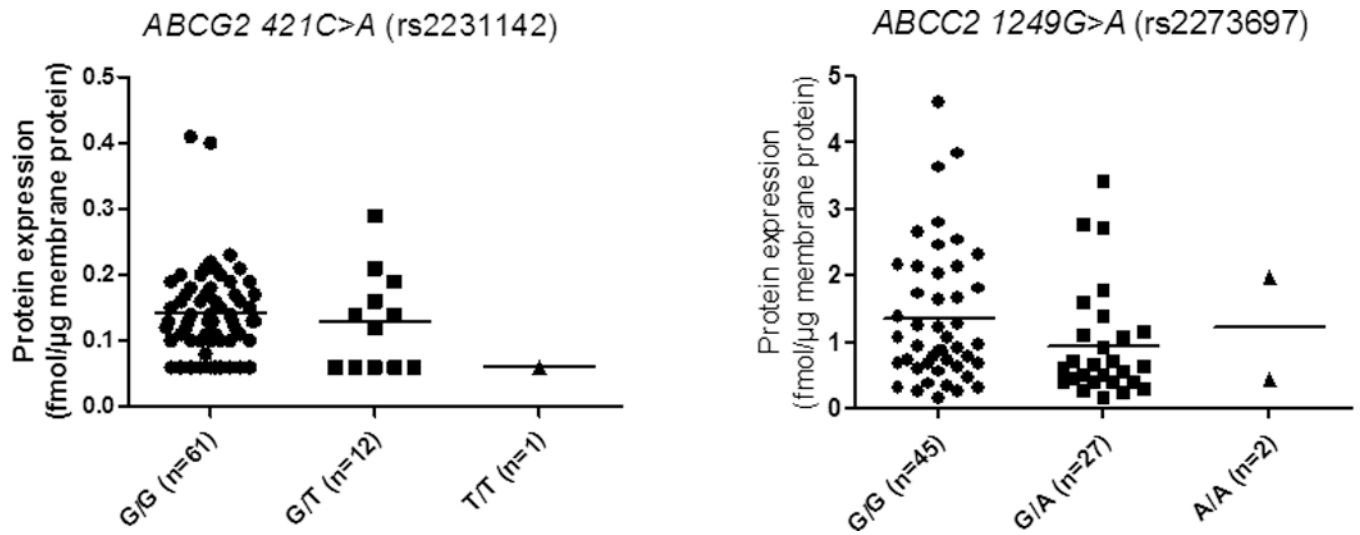 ABCG2 421C>A (rs2231142)
Protein expression
(fmol/µg membrane protein)
0.5
0.4
0.3
0.2
0.1
0.0
G/G (n=61)
G/T (n=12)
T/T (n=1)
ABCC2 1249G>A (rs2273697)
Protein expression
(fmol/µg membrane protein)
5
4
3
2
1
0
G/G (n=45)
G/A (n=27)
A/A (n=2)